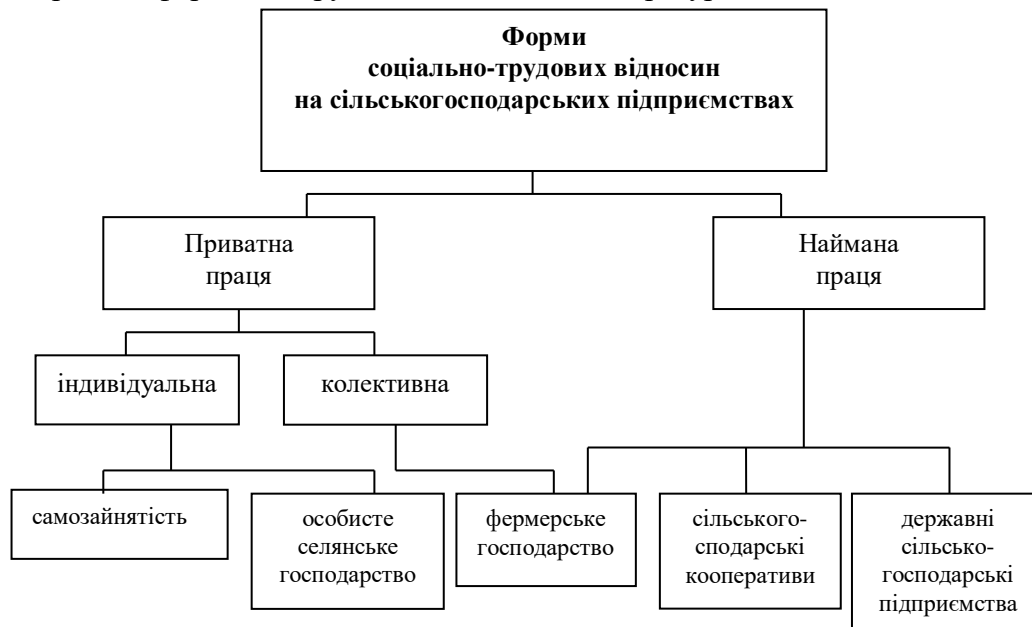 Форми
соціально-трудових відносин
на сільськогосподарських підприємствах
Приватна
праця
Наймана
праця
індивідуальна
колективна
самозайнятість
особисте
селянське
господарство
фермерське
господарство
сільського-
сподарські
кооперативи
державні
сільсько-
господарські
підприємства